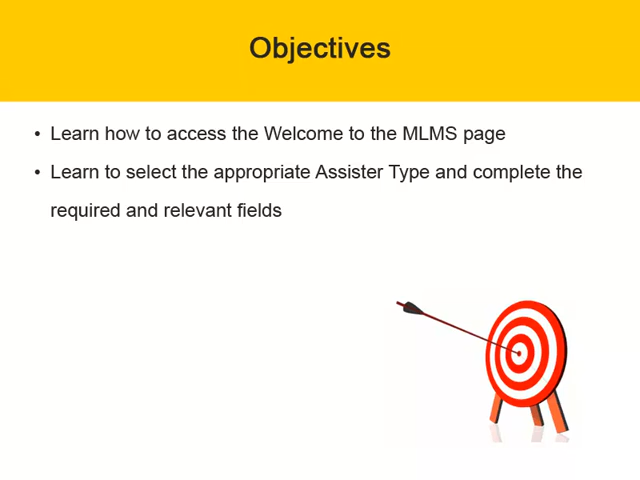 Objectives
• Learn how to access the Welcome to the MLMS page
• Learn to select the appropriate Assister Type and complete the
required and relevant fields